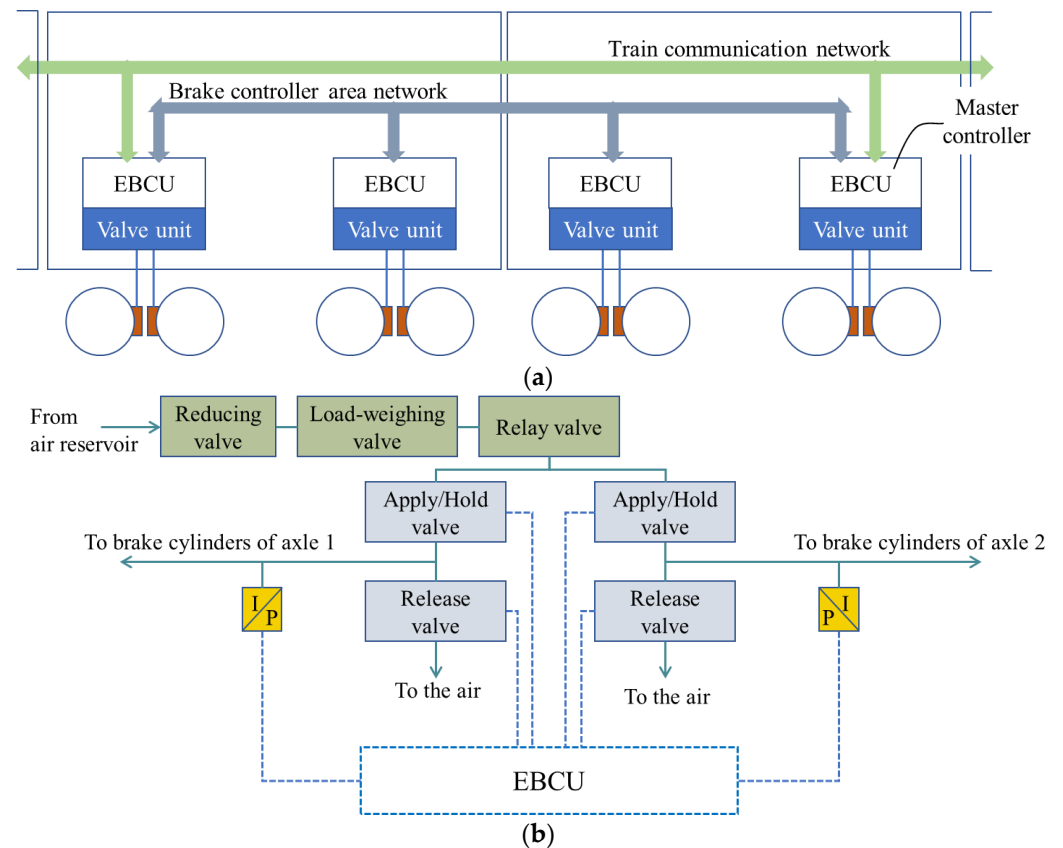 Train communication network
Brake controller area network
Master
controller
EBCU
EBCU
EBCU
EBCU
Valve unit
Valve unit
Valve unit
Valve unit
(a)
From
air reservoir
Reducing
valve
Load-weighing
valve
Relay valve
Apply/Hold
valve
Apply/Hold
valve
To brake cylinders of axle 1
To brake cylinders of axle 2
I
P
Release
valve
Release
valve
P
I
To the air
To the air
EBCU
(b)